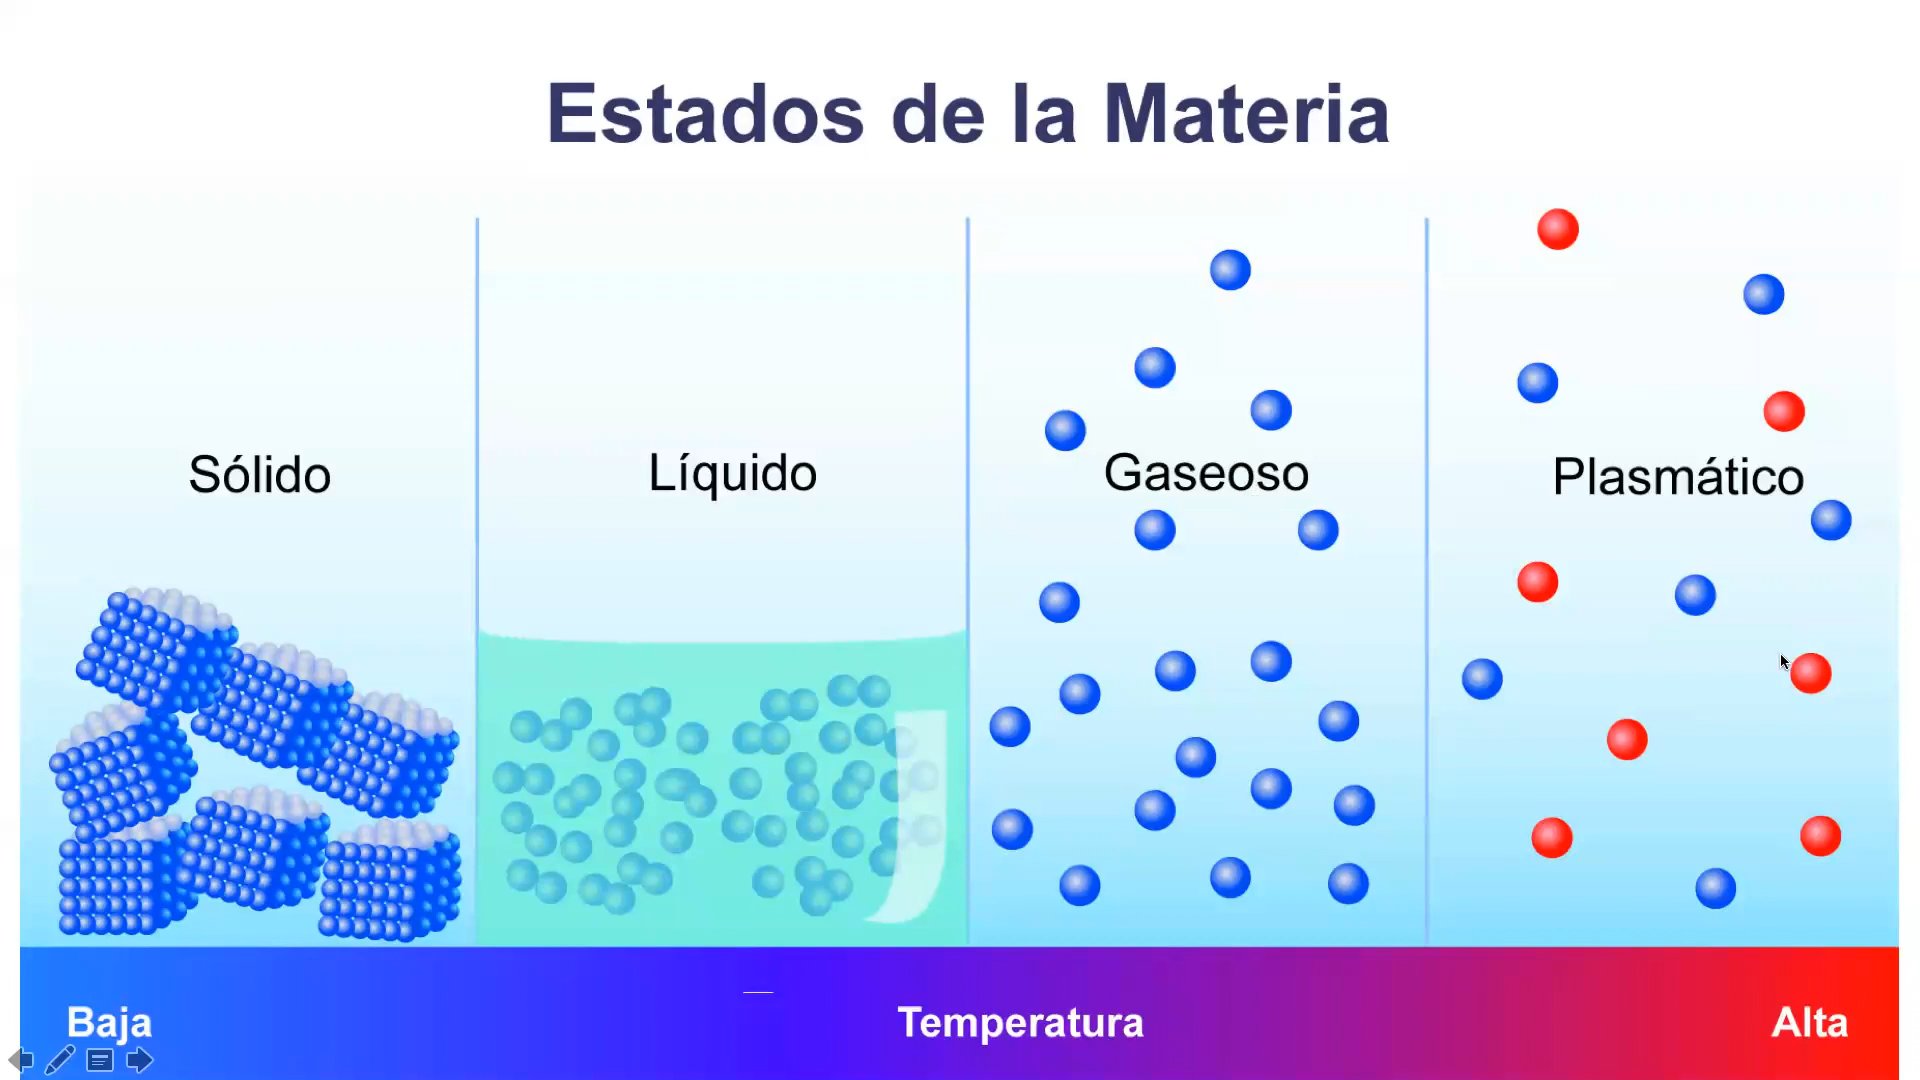 Estados de la Materia
Sólido
Líquido
Gaseoso
Plasmático
Baja
Temperatura
Alta